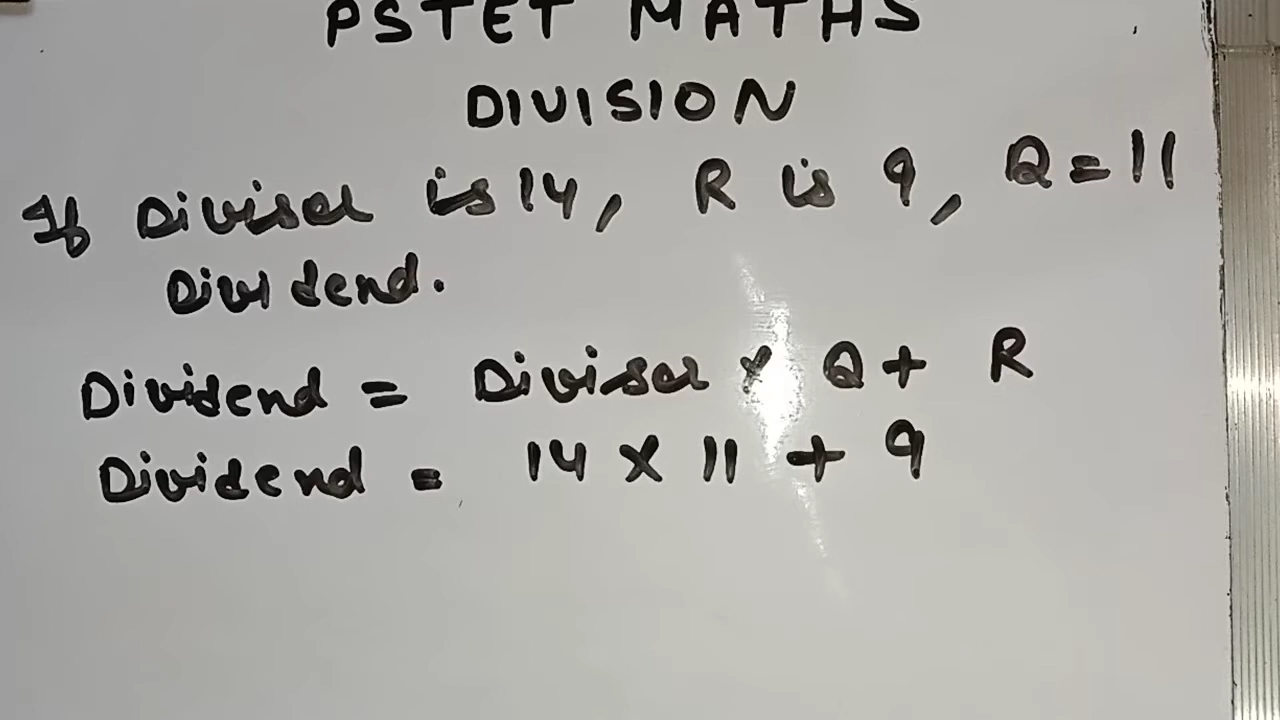 PSTET MATHS
DIVISION
If Divisor is 14, R is 9, Q = 11
Dividend.
Dividend = Divisor × Q + R
Dividend = 14 × 11 + 9